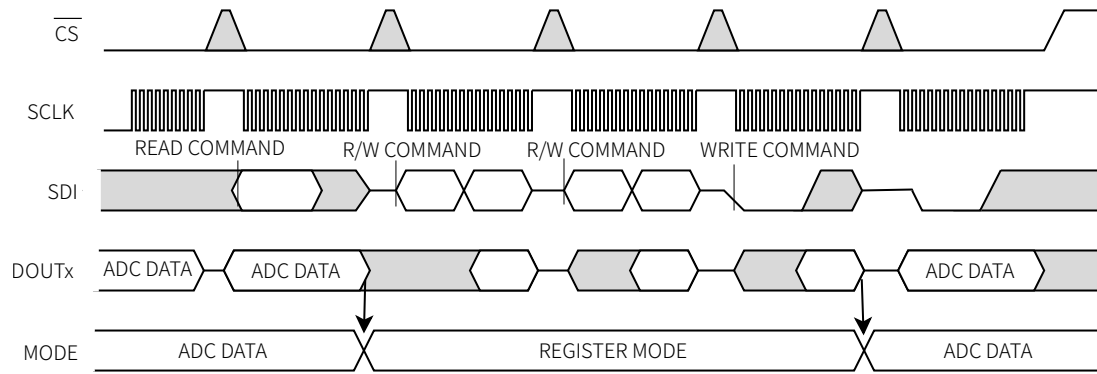 CS
SCLK
READ COMMAND R/W COMMAND R/W COMMAND WRITE COMMAND
SDI
DOUTx ADC DATA ADC DATA ADC DATA
MODE ADC DATA REGISTER MODE ADC DATA